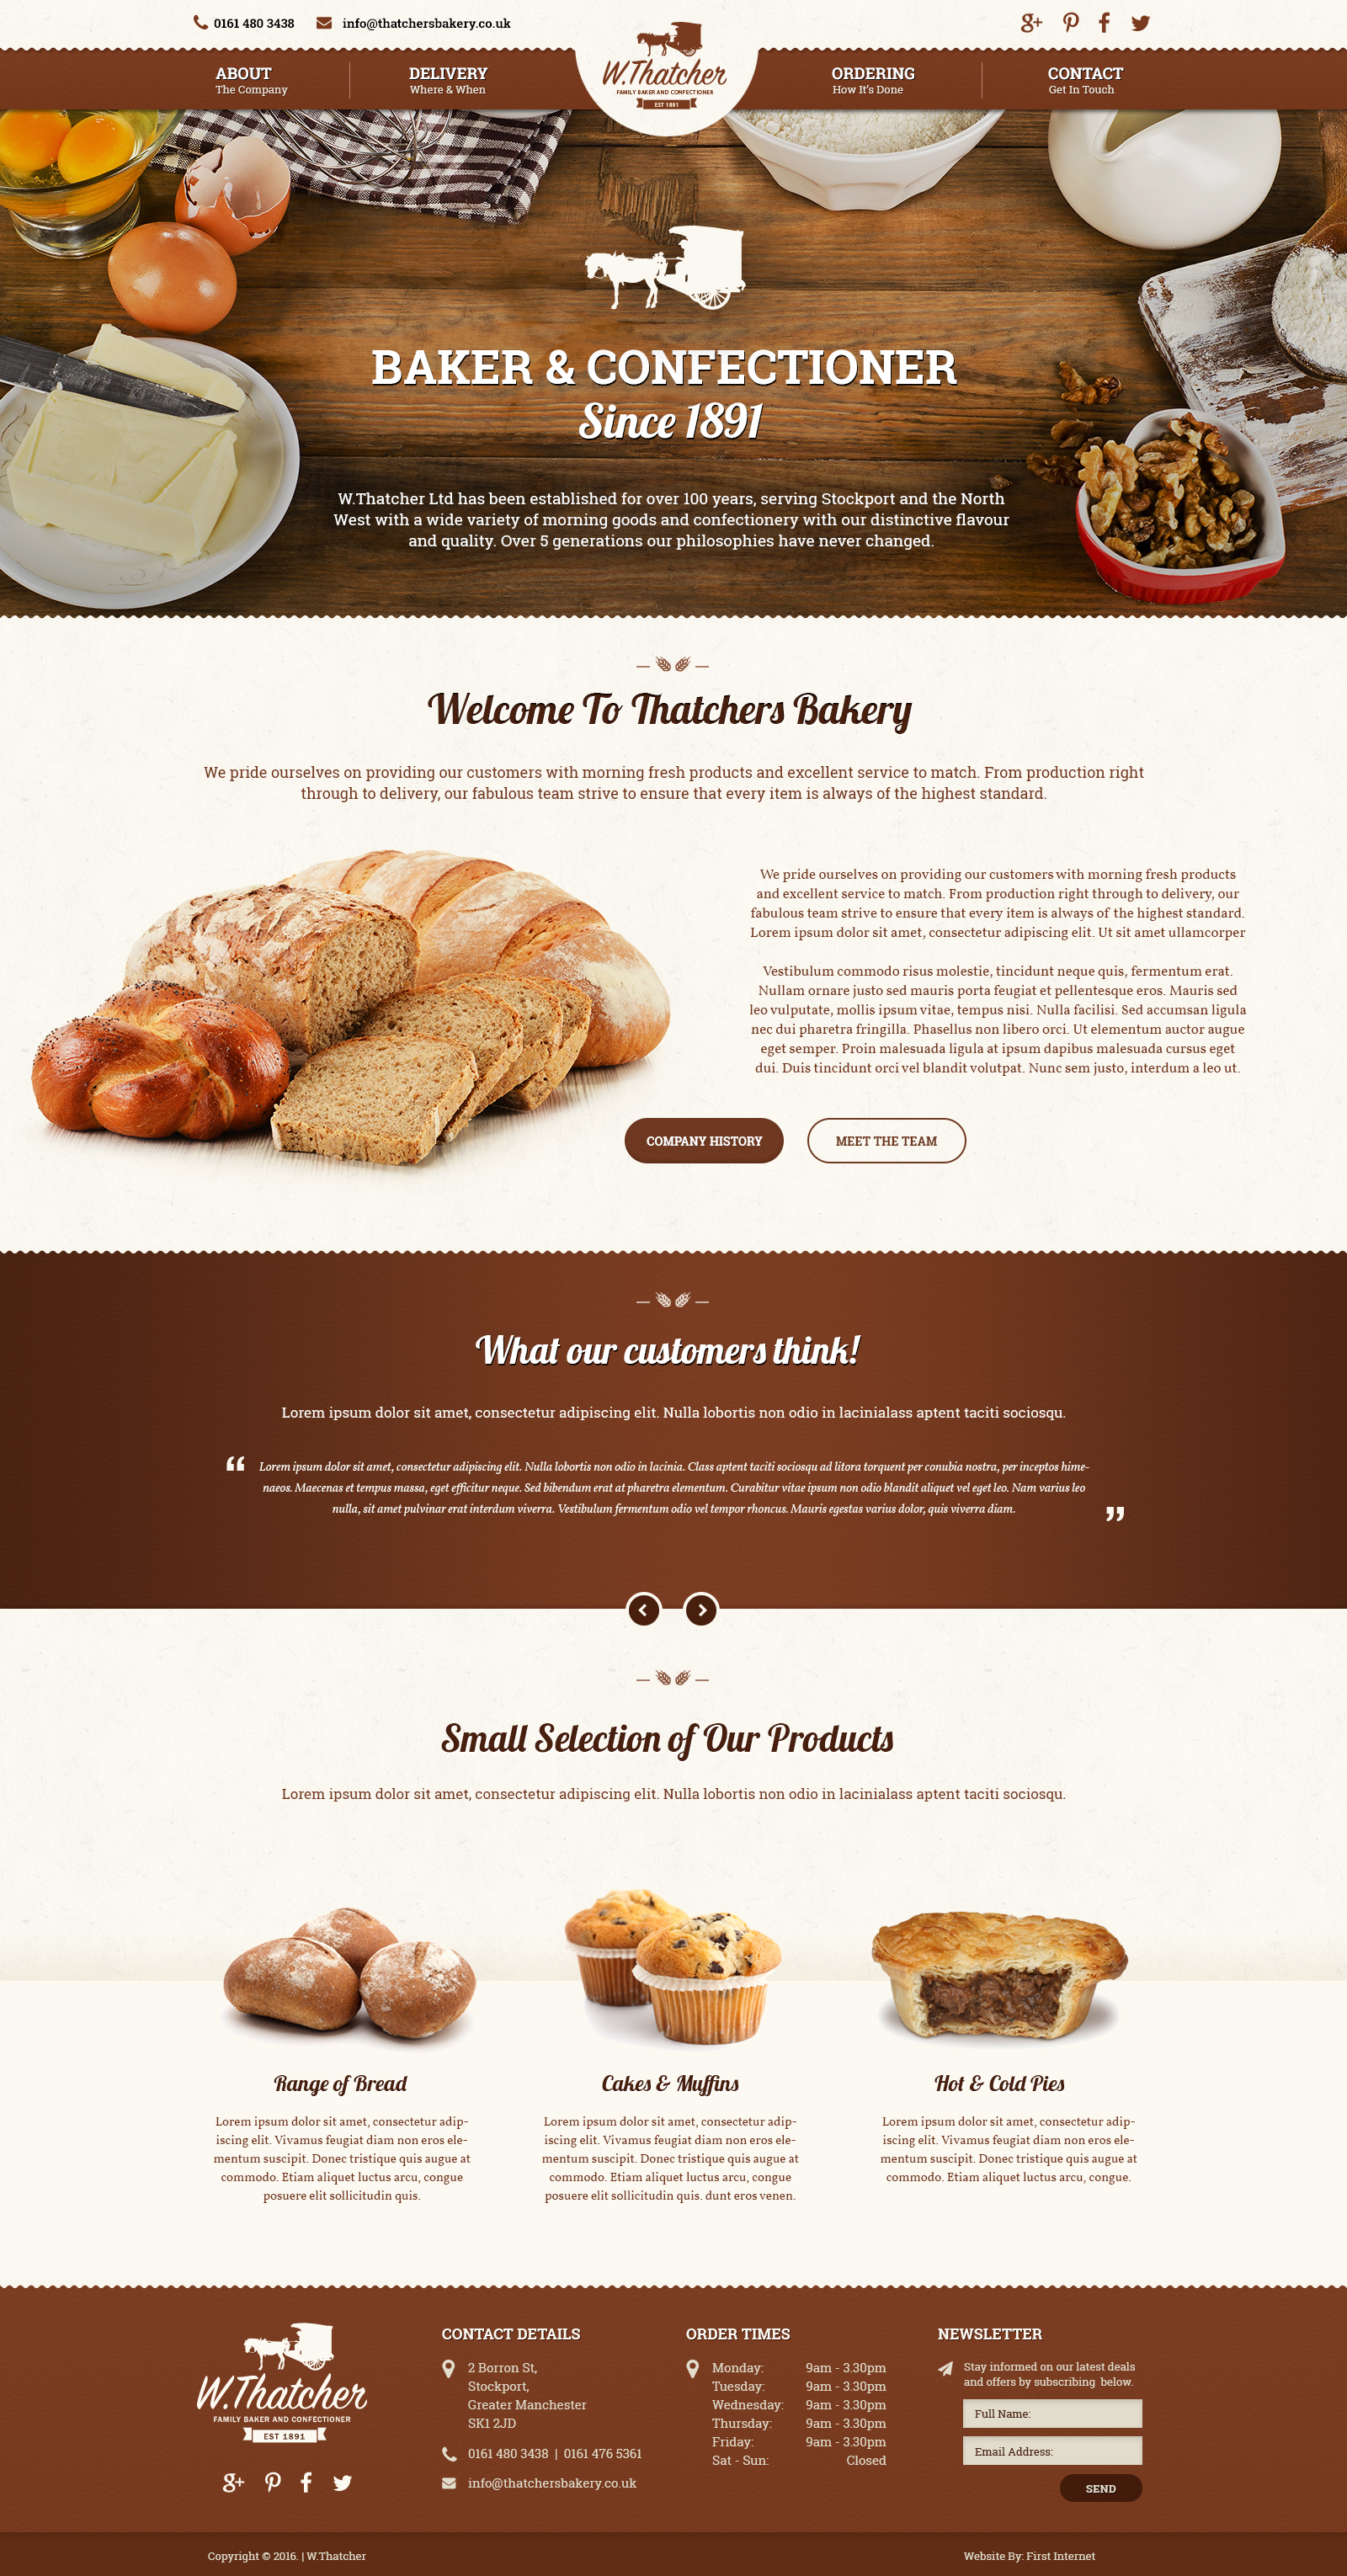 0161 480 3438
info@thatchersbakery.co.uk
W.Thatcher
FAMILY BAKER AND CONFECTIONER
EST 1891
ABOUT
The Company
DELIVERY
Where & When
ORDERING
How It's Done
CONTACT
Get In Touch
BAKER & CONFECTIONER
Since 1891
W.Thatcher Ltd has been established for over 100 years, serving Stockport and the North
West with a wide variety of morning goods and confectionery with our distinctive flavour
and quality. Over 5 generations our philosophies have never changed.
Welcome To Thatchers Bakery
We pride ourselves on providing our customers with morning fresh products and excellent service to match. From production right
through to delivery, our fabulous team strive to ensure that every item is always of the highest standard.
We pride ourselves on providing our customers with morning fresh products
and excellent service to match. From production right through to delivery, our
fabulous team strive to ensure that every item is always of the highest standard.
Lorem ipsum dolor sit amet, consectetur adipiscing elit. Ut sit amet ullamcorper
Vestibulum commodo risus molestie, tincidunt neque quis, fermentum erat.
Nullam ornare justo sed mauris porta feugiat et pellentesque eros. Mauris sed
leo vulputate, mollis ipsum vitae, tempus nisi. Nulla facilisi. Sed accumsan ligula
nec dui pharetra fringilla. Phasellus non libero orci. Ut elementum auctor augue
eget semper. Proin malesuada ligula at ipsum dapibus malesuada cursus eget
dui. Duis tincidunt orci vel blandit volutpat. Nunc sem justo, interdum a leo ut.
COMPANY HISTORY
MEET THE TEAM
What our customers think!
Lorem ipsum dolor sit amet, consectetur adipiscing elit. Nulla lobortis non odio in lacinialass aptent taciti sociosqu.
“ Lorem ipsum dolor sit amet, consectetur adipiscing elit. Nulla lobortis non odio in lacinia. Class aptent taciti sociosqu ad litora torquent per conubia nostra, per inceptos hime-
naeos. Maecenas et tempus massa, eget efficitur neque. Sed bibendum erat at pharetra elementum. Curabitur vitae ipsum non odio blandit aliquet vel eget leo. Nam varius leo
nulla, sit amet pulvinar erat interdum viverra. Vestibulum fermentum odio vel tempor rhoncus. Mauris egestas varius dolor, quis viverra diam. ”
Small Selection of Our Products
Lorem ipsum dolor sit amet, consectetur adipiscing elit. Nulla lobortis non odio in lacinialass aptent taciti sociosqu.
Range of Bread
Lorem ipsum dolor sit amet, consectetur adip-
iscing elit. Vivamus feugiat diam non eros ele-
mentum suscipit. Donec tristique quis augue at
commodo. Etiam aliquet luctus arcu, congue
posuere elit sollicitudin quis.
Cakes & Muffins
Lorem ipsum dolor sit amet, consectetur adip-
iscing elit. Vivamus feugiat diam non eros ele-
mentum suscipit. Donec tristique quis augue at
commodo. Etiam aliquet luctus arcu, congue
posuere elit sollicitudin quis. dunt eros venen.
Hot & Cold Pies
Lorem ipsum dolor sit amet, consectetur adip-
iscing elit. Vivamus feugiat diam non eros ele-
mentum suscipit. Donec tristique quis augue at
commodo. Etiam aliquet luctus arcu, congue.
W.Thatcher
FAMILY BAKER AND CONFECTIONER
EST 1891
CONTACT DETAILS
2 Borron St,
Stockport,
Greater Manchester
SK1 2JD
0161 480 3438 | 0161 476 5361
info@thatchersbakery.co.uk
ORDER TIMES
Monday: 9am - 3.30pm
Tuesday: 9am - 3.30pm
Wednesday: 9am - 3.30pm
Thursday: 9am - 3.30pm
Friday: 9am - 3.30pm
Sat - Sun: Closed
NEWSLETTER
Stay informed on our latest deals
and offers by subscribing below.
Full Name:
Email Address:
SEND
Copyright © 2016. | W.Thatcher
Website By: First Internet